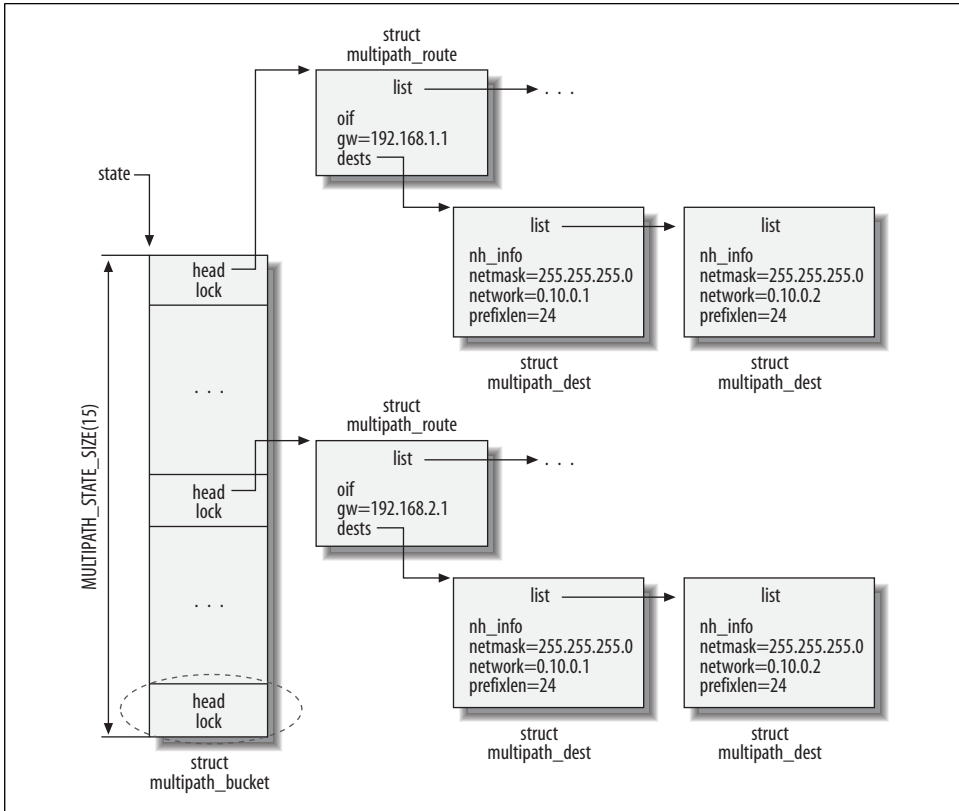 struct
multipath_route
list
. . .
oif
gw=192.168.1.1
dests
state
list
nh_info
netmask=255.255.255.0
network=0.10.0.1
prefixlen=24
list
nh_info
netmask=255.255.255.0
network=0.10.0.2
prefixlen=24
struct
multipath_dest
struct
multipath_dest
head
lock
. . .
MULTIPATH_STATE_SIZE(15)
struct
multipath_route
list
. . .
oif
gw=192.168.2.1
dests
head
lock
. . .
list
nh_info
netmask=255.255.255.0
network=0.10.0.1
prefixlen=24
list
nh_info
netmask=255.255.255.0
network=0.10.0.2
prefixlen=24
head
lock
struct
multipath_bucket
struct
multipath_dest
struct
multipath_dest